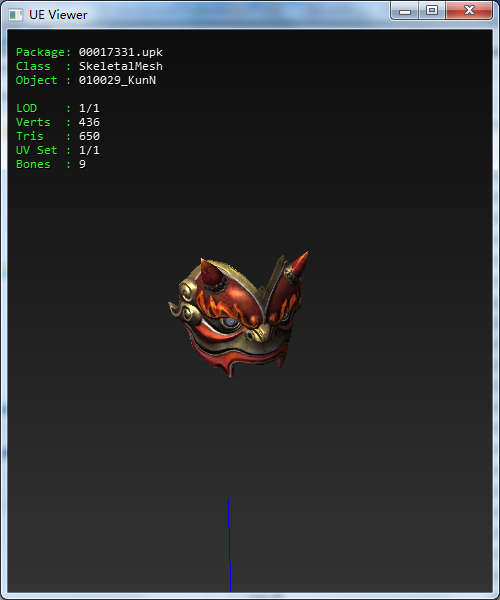 UE Viewer
Package: 00017331.upk
Class  : SkeletalMesh
Object : 010029_KunN
LOD    : 1/1
Verts  : 436
Tris   : 650
UV Set : 1/1
Bones  : 9